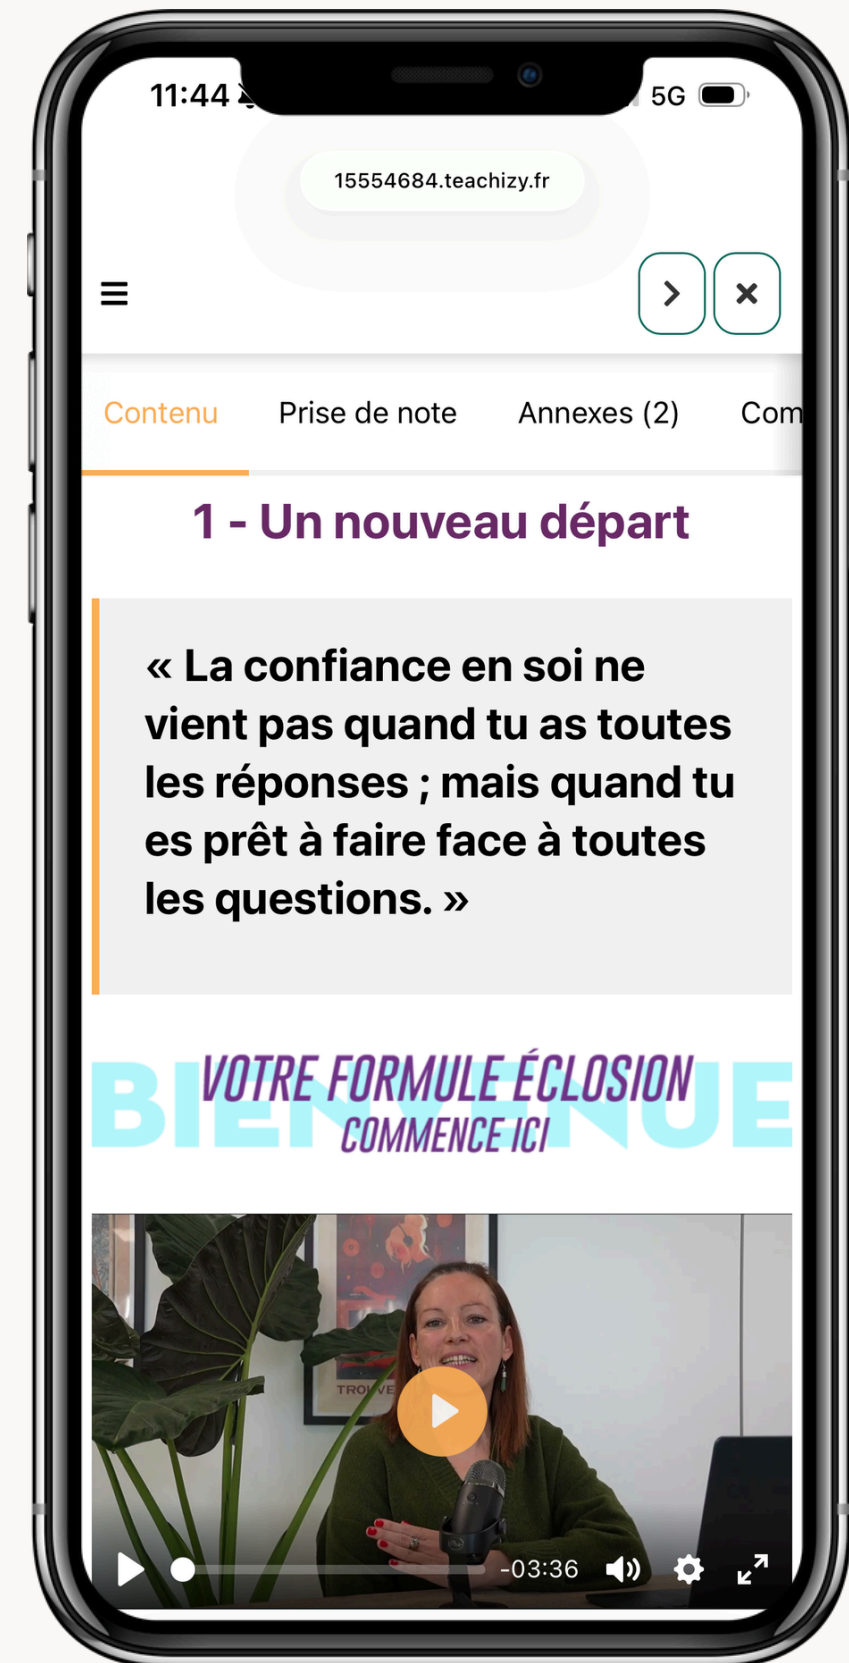 11:44
5G
15554684.teachizy.fr
Contenu
Prise de note
Annexes (2)
Com
1 - Un nouveau départ
« La confiance en soi ne
vient pas quand tu as toutes
les réponses ; mais quand tu
es prêt à faire face à toutes
les questions. »
BIENVENUE
VOTRE FORMULE ÉCLOSION
COMMENCE ICI
TROUVE
-03:36